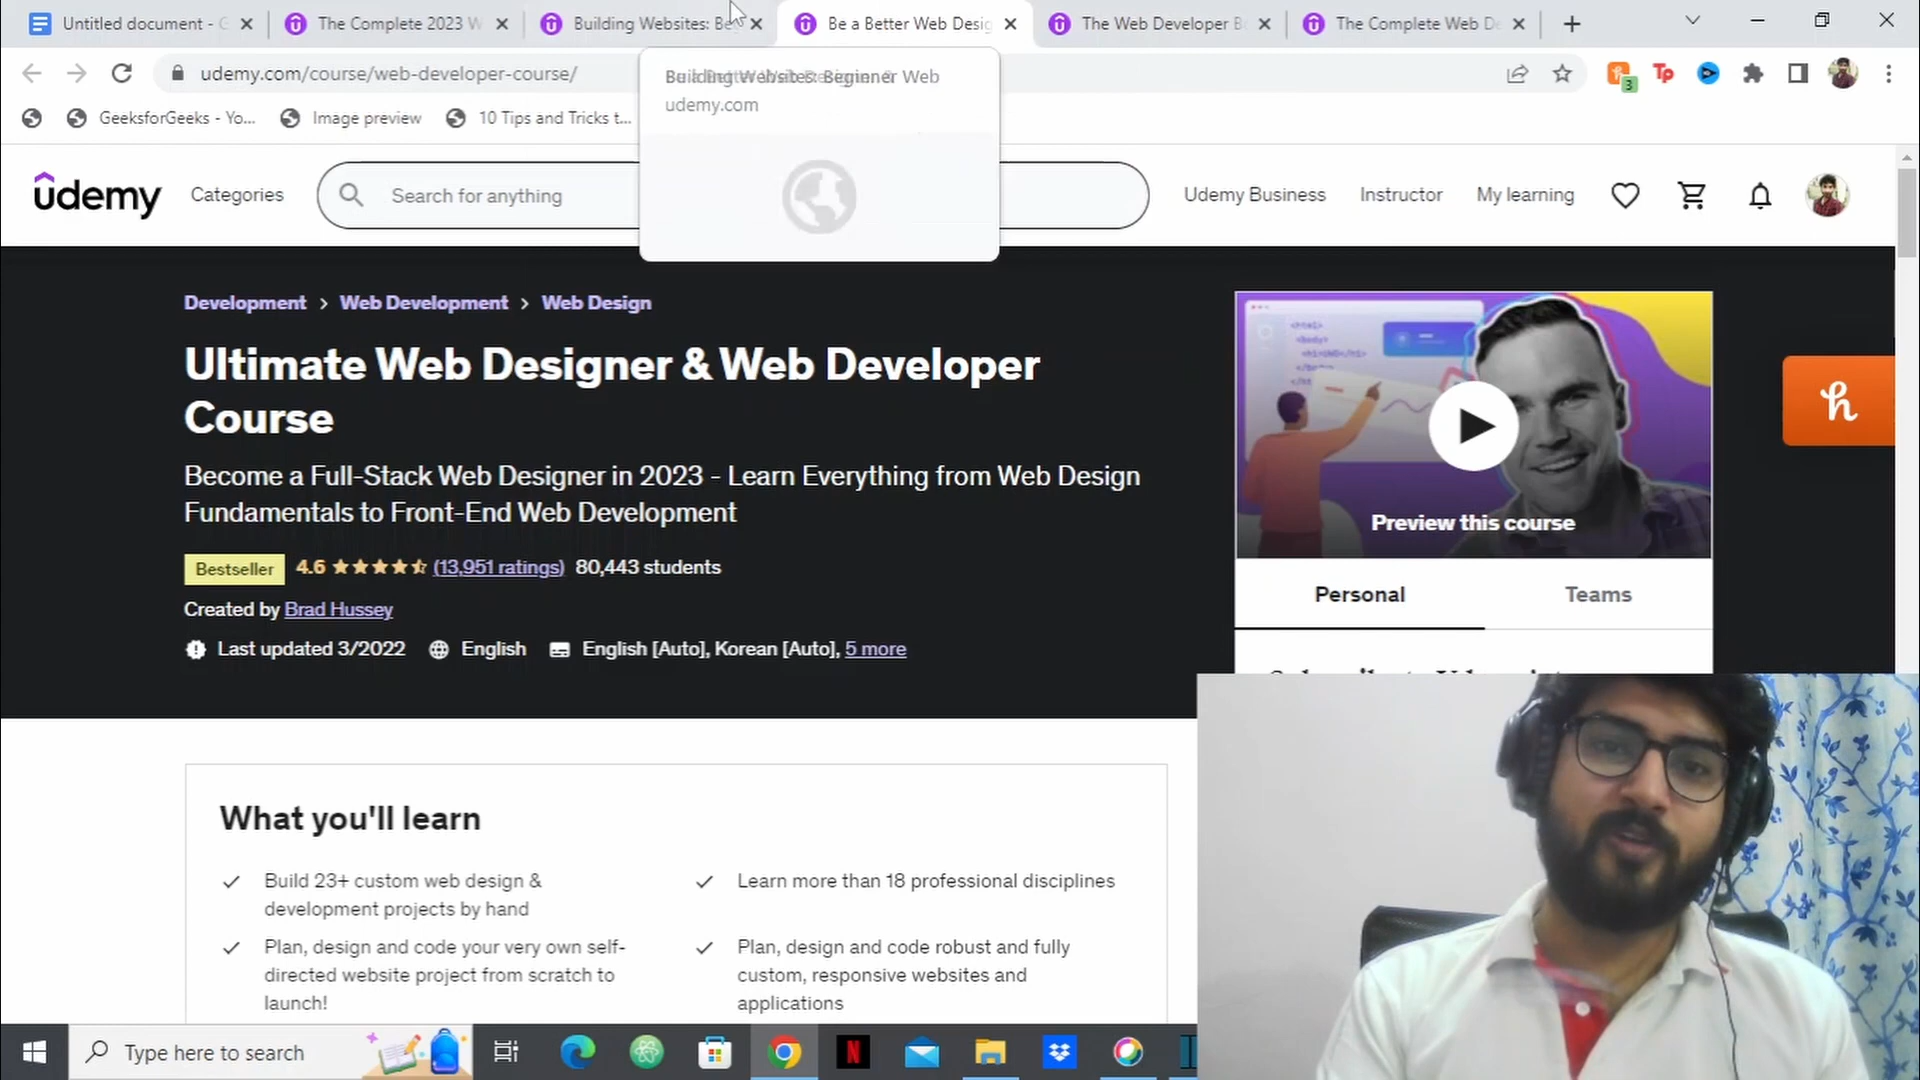 Untitled document - G
The Complete 2023 W
Building Websites: Be
Be a Better Web Desig
The Web Developer B
The Complete Web De
udemy.com/course/web-developer-course/
3
Building Websites: Beginner Web
udemy.com
GeeksforGeeks - Yo...
Image preview
10 Tips and Tricks t...
udemy
Categories
Search for anything
Udemy Business
Instructor
My learning
Development > Web Development > Web Design
Ultimate Web Designer & Web Developer
Course
Become a Full-Stack Web Designer in 2023 - Learn Everything from Web Design
Fundamentals to Front-End Web Development
Bestseller 4.6 (13,951 ratings) 80,443 students
Created by Brad Hussey
Last updated 3/2022 English English [Auto], Korean [Auto], 5 more
Preview this course
Personal
Teams
What you'll learn
Build 23+ custom web design &
development projects by hand
Learn more than 18 professional disciplines
Plan, design and code your very own self-
directed website project from scratch to
launch!
Plan, design and code robust and fully
custom, responsive websites and
applications
Type here to search